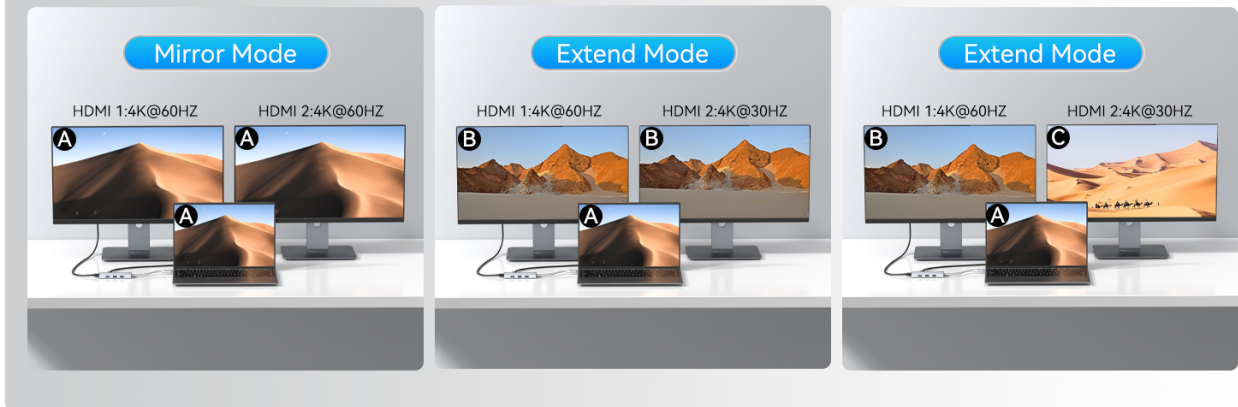 Mirror Mode
HDMI 1:4K@60HZ HDMI 2:4K@60HZ
A A
A
Extend Mode
HDMI 1:4K@60HZ HDMI 2:4K@30HZ
B B
A
Extend Mode
HDMI 1:4K@60HZ HDMI 2:4K@30HZ
B C
A